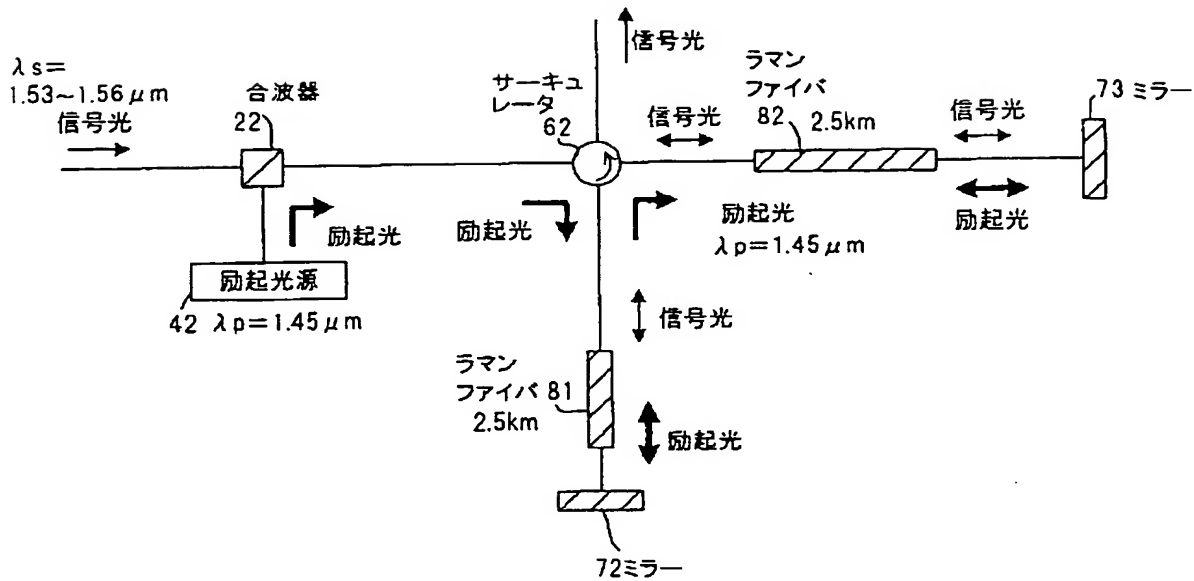 λs=
1.53~1.56μm
信号光
合波器
22
サーキュ
レータ
62
信号光
信号光
ラマン
ファイバ
82 2.5km
信号光
73 ミラー
励起光
励起光
励起光
λp=1.45μm
励起光
励起光源
42 λp=1.45μm
信号光
ラマン
ファイバ 81
2.5km
励起光
72ミラー